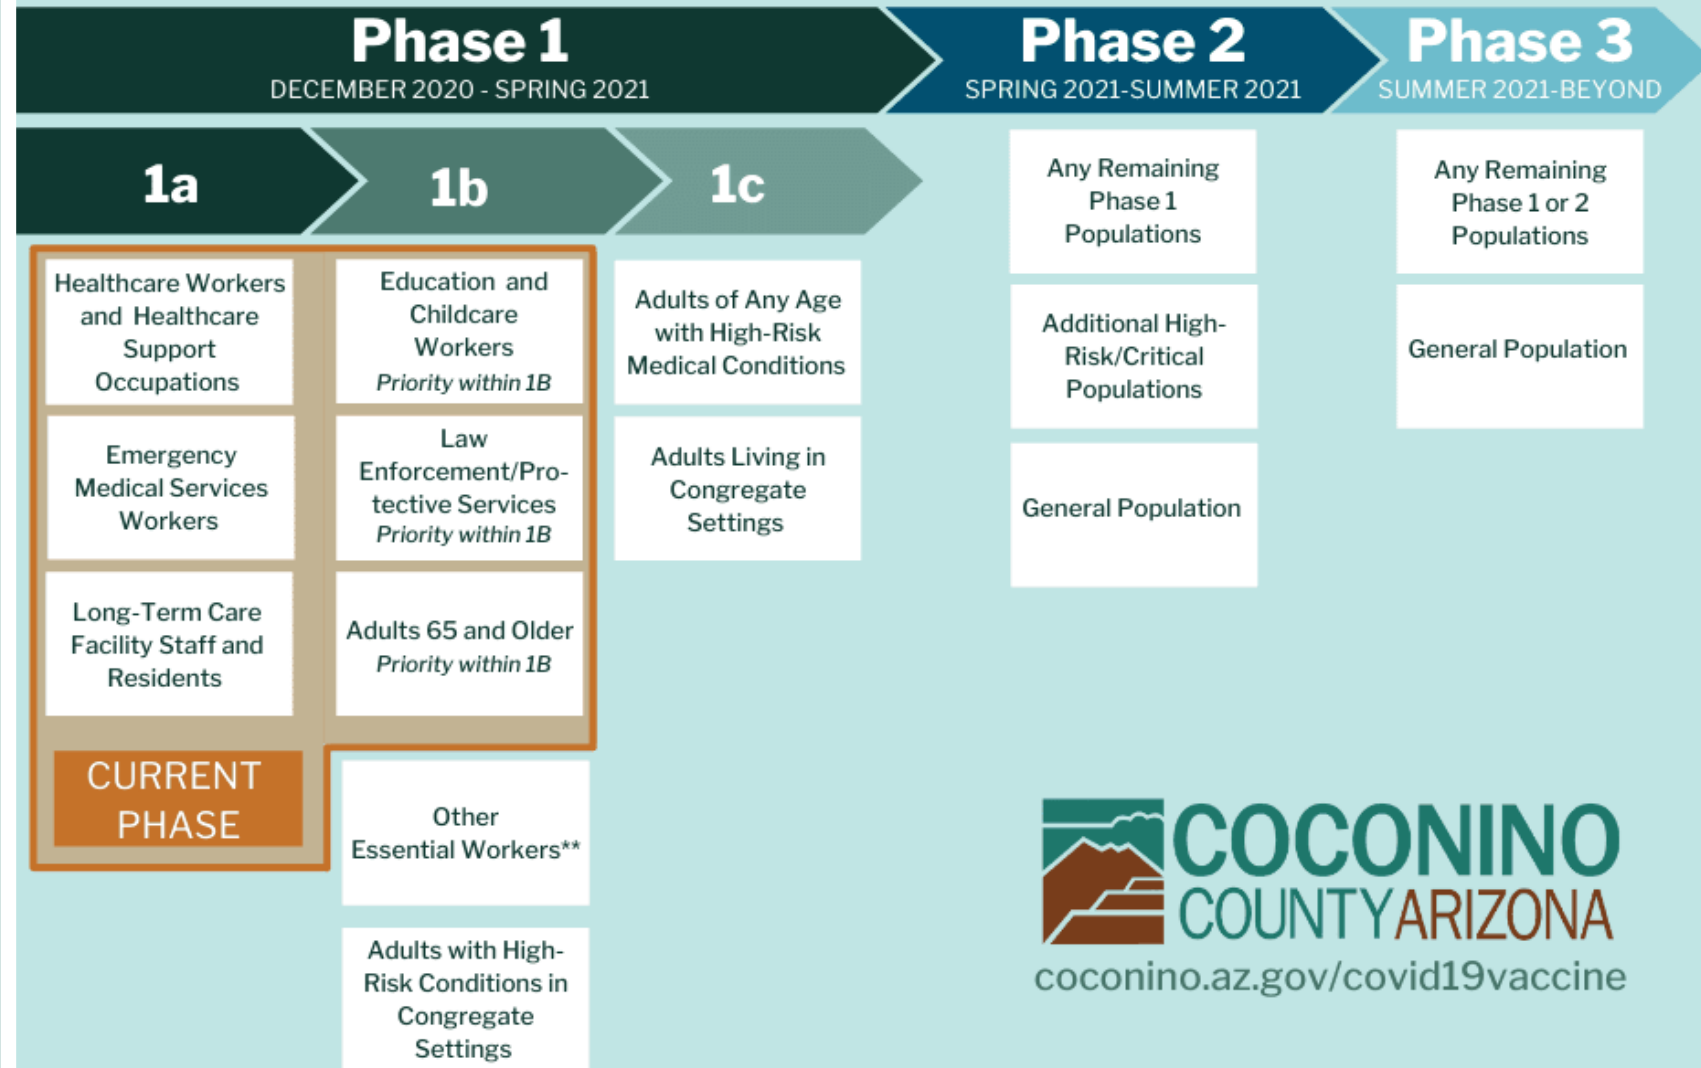 Phase 1
DECEMBER 2020 - SPRING 2021
Phase 2
SPRING 2021-SUMMER 2021
Phase 3
SUMMER 2021-BEYOND
1a
1b
1c
Healthcare Workers
and Healthcare
Support
Occupations
Emergency
Medical Services
Workers
Long-Term Care
Facility Staff and
Residents
CURRENT
PHASE
Education and
Childcare
Workers
Priority within 1B
Law
Enforcement/Pro-
tective Services
Priority within 1B
Adults 65 and Older
Priority within 1B
Other
Essential Workers**
Adults with High-
Risk Conditions in
Congregate
Settings
Adults of Any Age
with High-Risk
Medical Conditions
Adults Living in
Congregate
Settings
Any Remaining
Phase 1
Populations
Additional High-
Risk/Critical
Populations
General Population
Any Remaining
Phase 1 or 2
Populations
General Population
COCONINO
COUNTY ARIZONA
coconino.az.gov/covid19vaccine